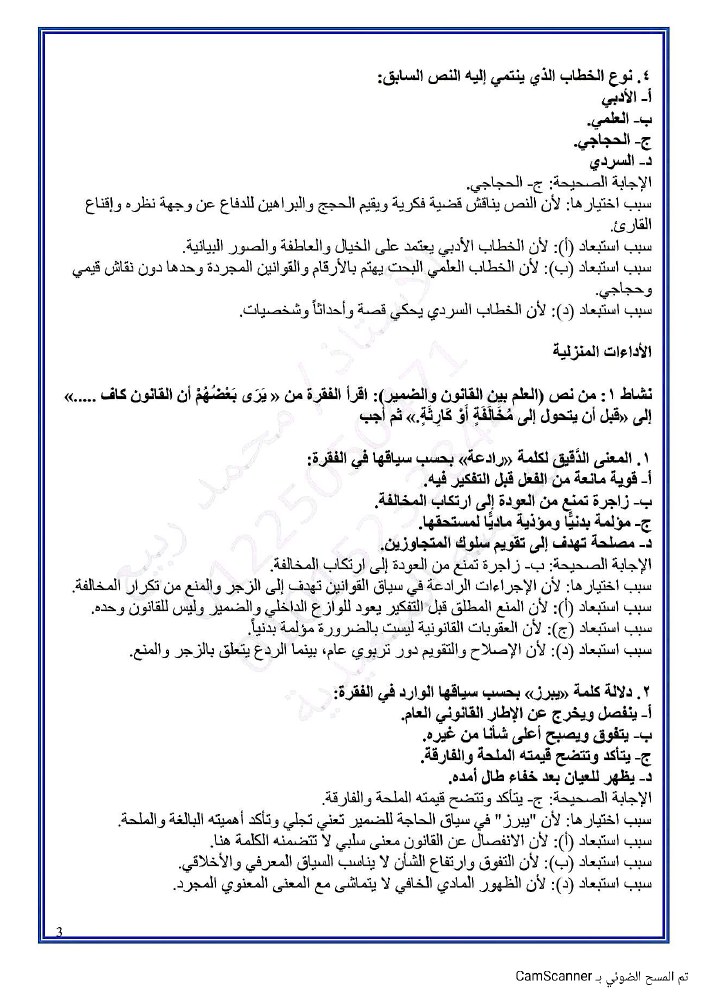 ٤. نوع الخطاب الذي ينتمي إليه النص السابق:
أ- الأدبي
ب- العلمي.
ج- الحجاجي.
د- السردي
الإجابة الصحيحة: ج- الحجاجي.
سبب اختيارها: لأن النص يناقش قضية فكرية ويقيم الحجج والبراهين للدفاع عن وجهة نظره وإقناع
القارئ.
سبب استبعاد (أ): لأن الخطاب الأدبي يعتمد على الخيال والعاطفة والصور البيانية.
سبب استبعاد (ب): لأن الخطاب العلمي البحت يهتم بالأرقام والقوانين المجردة وحدها دون نقاش قيمي
وحجاجي.
سبب استبعاد (د): لأن الخطاب السردي يحكي قصة وأحداثاً وشخصيات.
الأداءات المنزلية
نشاط ١: من نص (العلم بين القانون والضمير): اقرأ الفقرة من « يَرَى بَعْضُهُمْ أن القانون كاف .....»
إلى «قبل أن يتحول إلى مُخَالَفَةٍ أَوْ كَارِثَةٍ.» ثم أجب
١. المعنى الدَّقيق لكلمة «رادعة» بحسب سياقها في الفقرة:
أ- قوية مانعة من الفعل قبل التفكير فيه.
ب- زاجرة تمنع من العودة إلى ارتكاب المخالفة.
ج- مؤلمة بدنيًّا ومؤذية ماديًّا لمستحقها.
د- مصلحة تهدف إلى تقويم سلوك المتجاوزين.
الإجابة الصحيحة: ب- زاجرة تمنع من العودة إلى ارتكاب المخالفة.
سبب اختيارها: لأن الإجراءات الرادعة في سياق القوانين تهدف إلى الزجر والمنع من تكرار المخالفة.
سبب استبعاد (أ): لأن المنع المطلق قبل التفكير يعود للوازع الداخلي والضمير وليس للقانون وحده.
سبب استبعاد (ج): لأن العقوبات القانونية ليست بالضرورة مؤلمة بدنياً.
سبب استبعاد (د): لأن الإصلاح والتقويم دور تربوي عام، بينما الردع يتعلق بالزجر والمنع.
٢. دلالة كلمة «يبرز» بحسب سياقها الوارد في الفقرة:
أ- ينفصل ويخرج عن الإطار القانوني العام.
ب- يتفوق ويصبح أعلى شأنا من غيره.
ج- يتأكد وتتضح قيمته الملحة والفارقة.
د- يظهر للعيان بعد خفاء طال أمده.
الإجابة الصحيحة: ج- يتأكد وتتضح قيمته الملحة والفارقة.
سبب اختيارها: لأن "يبرز" في سياق الحاجة للضمير تعني تجلي وتأكد أهميته البالغة والملحة.
سبب استبعاد (أ): لأن الانفصال عن القانون معنى سلبي لا تتضمنه الكلمة هنا.
سبب استبعاد (ب): لأن التفوق وارتفاع الشأن لا يناسب السياق المعرفي والأخلاقي.
سبب استبعاد (د): لأن الظهور المادي الخافي لا يتماشى مع المعنى المعنوي المجرد.
3
تم المسح الضوئي بـ CamScanner